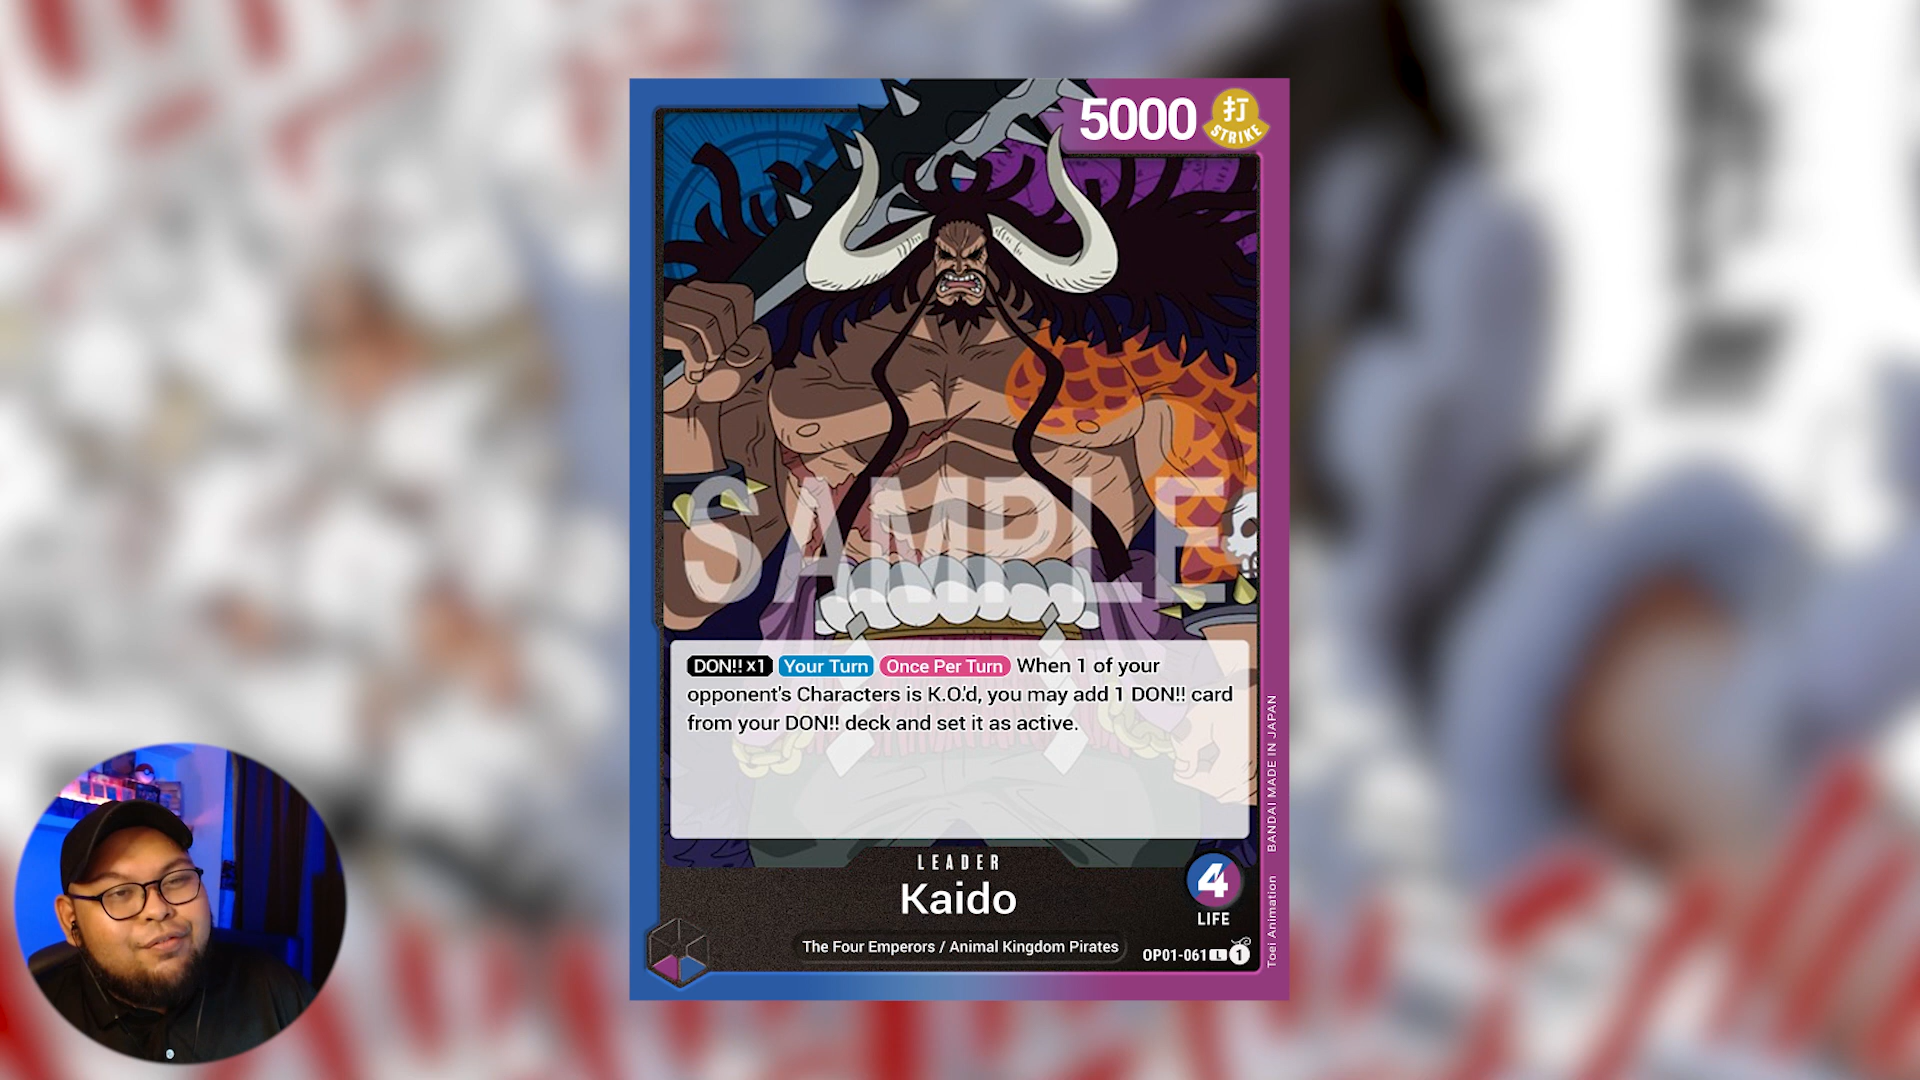 5000
打
STRIKE
SAMPLE
DON!! x1 Your Turn Once Per Turn When 1 of your
opponent's Characters is K.O.'d, you may add 1 DON!! card
from your DON!! deck and set it as active.
LEADER
Kaido
4
LIFE
The Four Emperors / Animal Kingdom Pirates
OP01-061 L 1
Toei Animation BANDAI MADE IN JAPAN